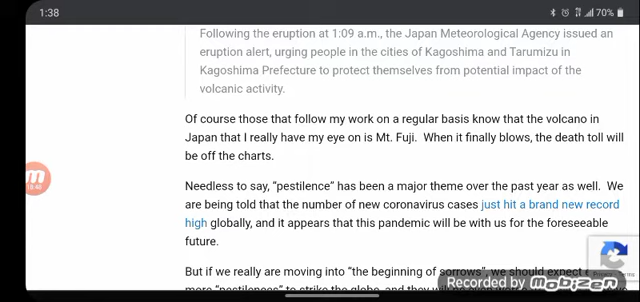 1:38
70%
Following the eruption at 1:09 a.m., the Japan Meteorological Agency issued an
eruption alert, urging people in the cities of Kagoshima and Tarumizu in
Kagoshima Prefecture to protect themselves from potential impact of the
volcanic activity.
Of course those that follow my work on a regular basis know that the volcano in
Japan that I really have my eye on is Mt. Fuji. When it finally blows, the death toll will
be off the charts.
Needless to say, “pestilence” has been a major theme over the past year as well. We
are being told that the number of new coronavirus cases just hit a brand new record
high globally, and it appears that this pandemic will be with us for the foreseeable
future.
But if we really are moving into “the beginning of sorrows”, we should expect
more “pestilences” to strike the globe, and they will
Recorded by mobizen